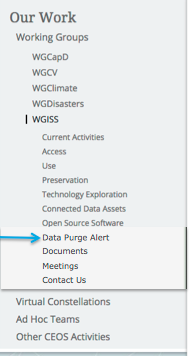 Our Work
Working Groups
WGCapD
WGCV
WGClimate
WGDisasters
WGISS
Current Activities
Access
Use
Preservation
Technology Exploration
Connected Data Assets
Open Source Software
Data Purge Alert
Documents
Meetings
Contact Us
Virtual Constellations
Ad Hoc Teams
Other CEOS Activities